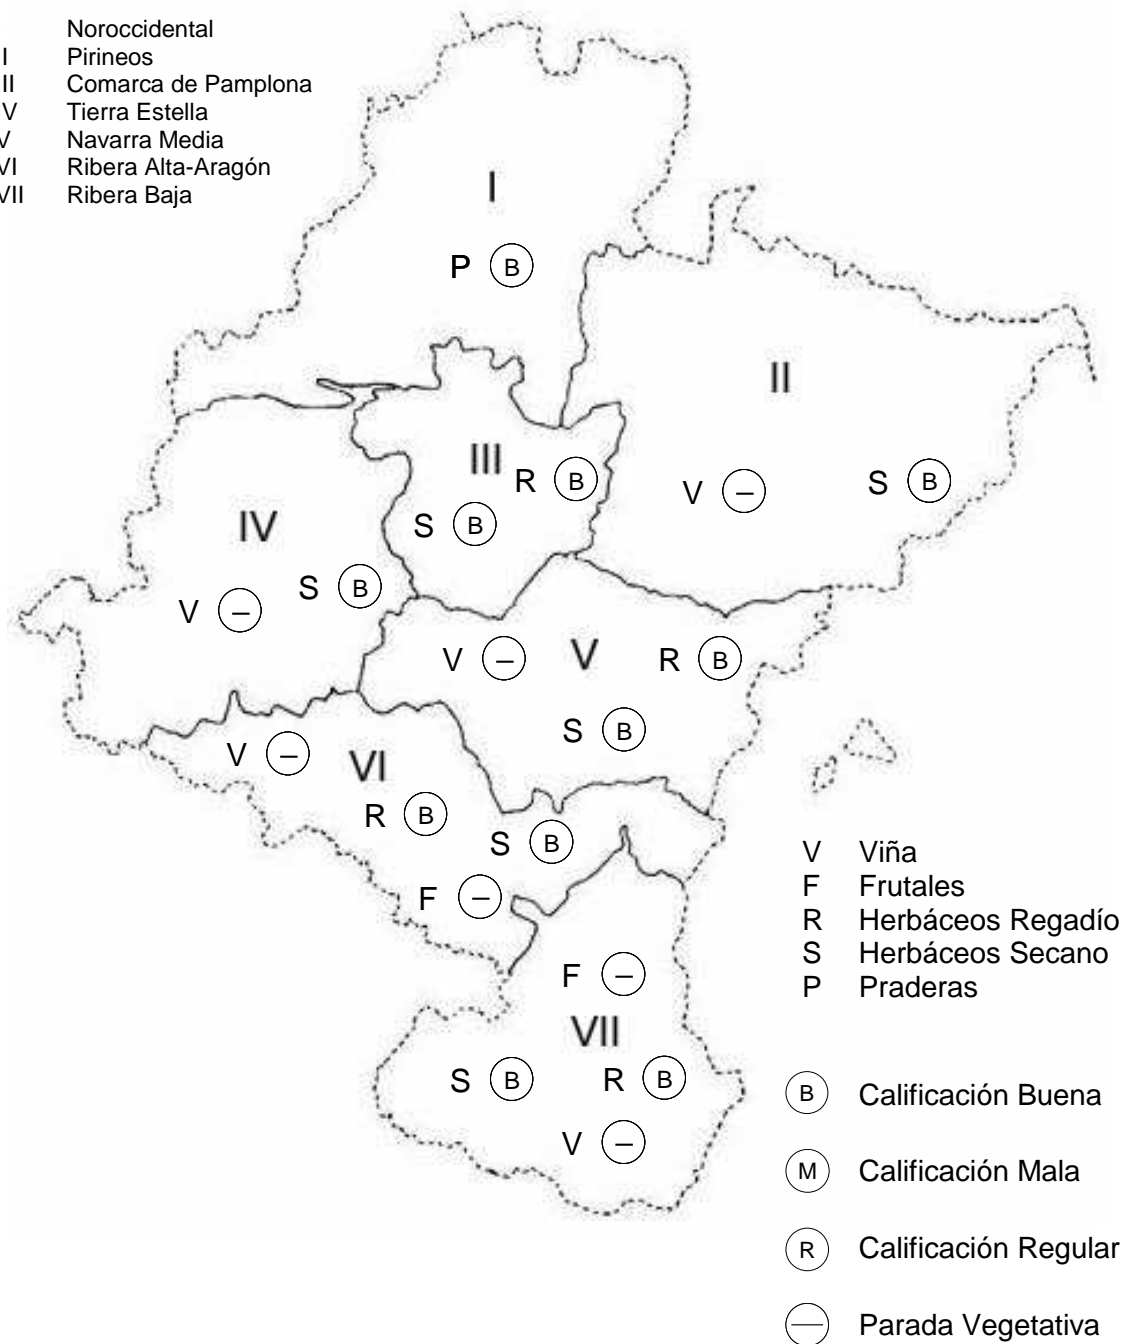 Noroccidental
I Pirineos
II Comarca de Pamplona
V Tierra Estella
V Navarra Media
VI Ribera Alta-Aragón
VII Ribera Baja
I
P B
II
III
R B
S B
V –
S B
IV
S B
V –
V –
V
R B
S B
V –
VI
R B
S B
F –
F –
VII
S B
R B
V –
V Viña
F Frutales
R Herbáceos Regadío
S Herbáceos Secano
P Praderas
B Calificación Buena
M Calificación Mala
R Calificación Regular
— Parada Vegetativa